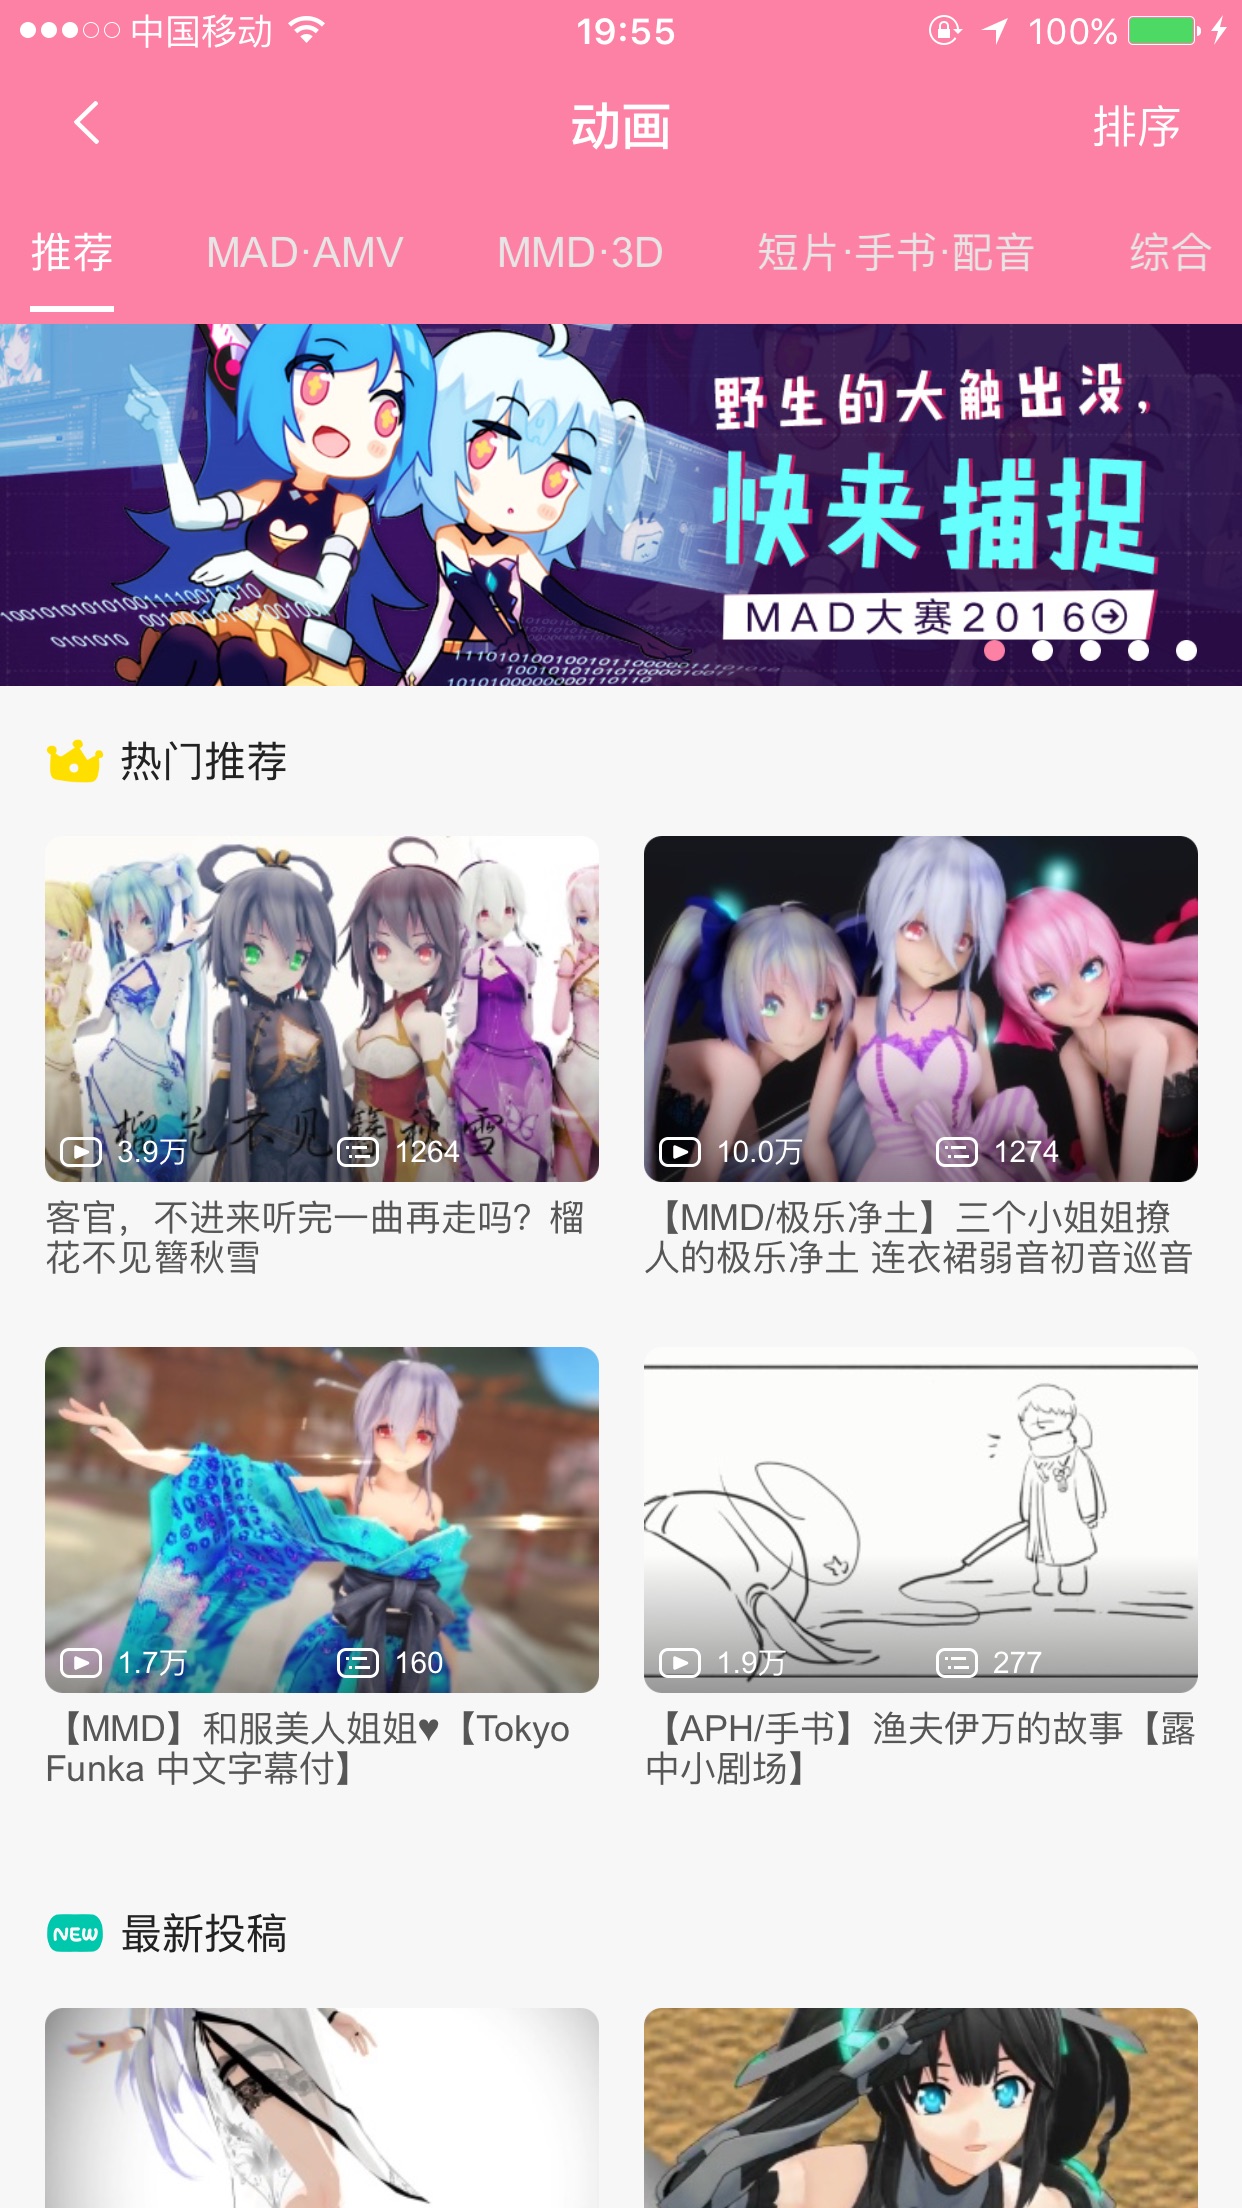 中国移动
19:55
100%
动画
排序
推荐
MAD·AMV
MMD·3D
短片·手书·配音
综合
野生的大触出没，
快来捕捉
MAD大赛2016
热门推荐
榴花不见簪秋雪
3.9万
1264
10.0万
1274
客官，不进来听完一曲再走吗？榴
花不见簪秋雪
【MMD/极乐净土】三个小姐姐撩
人的极乐净土 连衣裙弱音初音巡音
1.7万
160
1.9万
277
【MMD】和服美人姐姐♥【Tokyo
Funka 中文字幕付】
【APH/手书】渔夫伊万的故事【露
中小剧场】
NEW
最新投稿